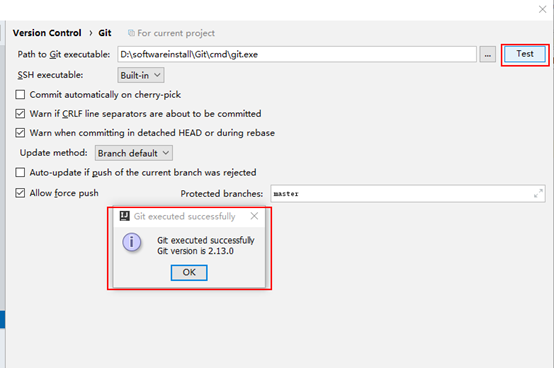 Version Control › Git For current project
Path to Git executable: D:\softwareinstall\Git\cmd\git.exe ... Test
SSH executable: Built-in
Commit automatically on cherry-pick
Warn if CRLF line separators are about to be committed
Warn when committing in detached HEAD or during rebase
Update method: Branch default
Auto-update if push of the current branch was rejected
Allow force push Protected branches: master
Git executed successfully
Git executed successfully
Git version is 2.13.0
OK